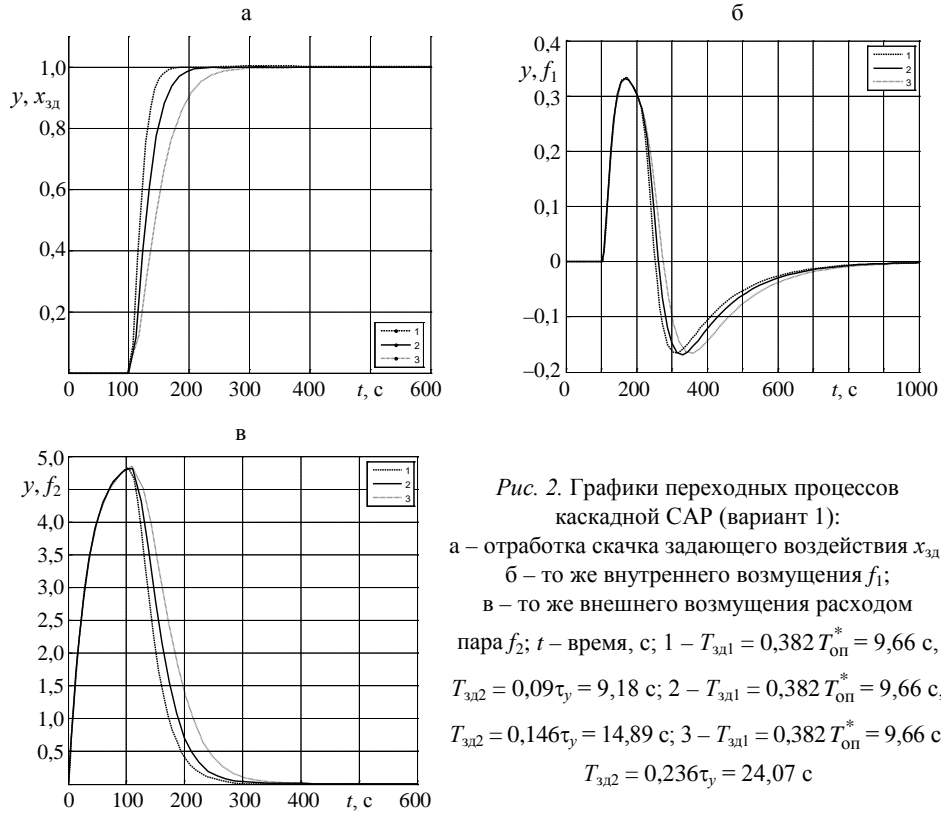 а
1,0
y, xзд
0,8
0,6
0,4
0,2
1
2
3
0 100 200 300 400 t, с 600
б
0,4
y, f1
0,3
0,2
0,1
0
–0,1
–0,2
1
2
3
0 200 400 600 t, с 1000
в
5,0
y, f2
4,0
3,5
3,0
2,0
1,0
0,5
1
2
3
0 100 200 300 400 t, с 600
Рис. 2. Графики переходных процессов
каскадной САР (вариант 1):
а – отработка скачка задающего воздействия xзд
б – то же внутреннего возмущения f1;
в – то же внешнего возмущения расходом
пара f2; t – время, с; 1 – Tзд1 = 0,382 T*оп = 9,66 с,
Tзд2 = 0,09τy = 9,18 с; 2 – Tзд1 = 0,382 T*оп = 9,66 с,
Tзд2 = 0,146τy = 14,89 с; 3 – Tзд1 = 0,382 T*оп = 9,66 с
Tзд2 = 0,236τy = 24,07 с